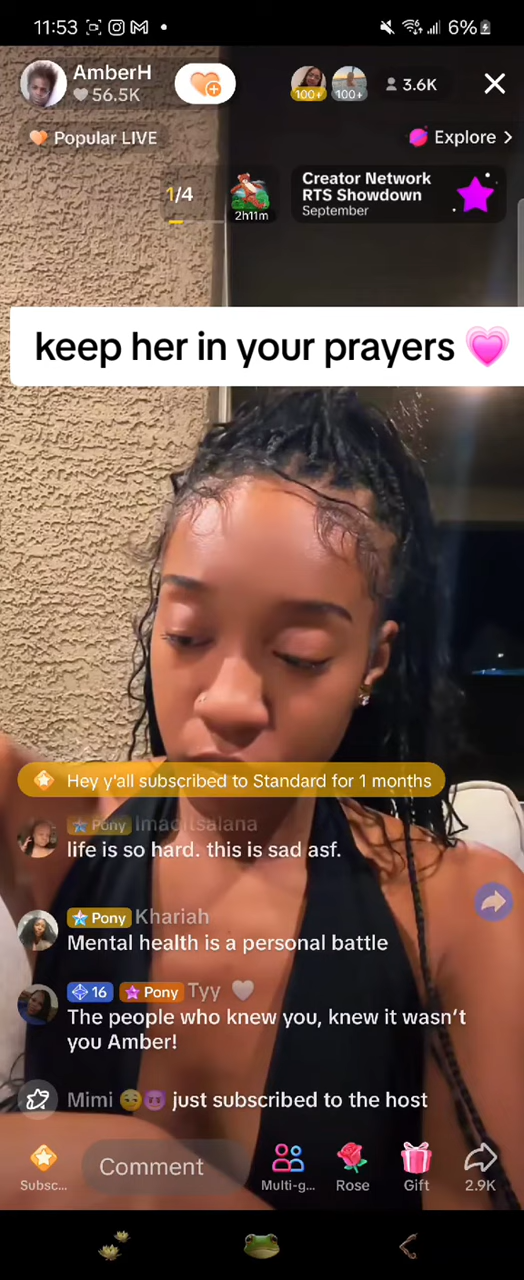 11:53
6%
AmberH
56.5K
100+
100+
3.6K
Popular LIVE
Explore >
1/4
2h11m
Creator Network
RTS Showdown
September
keep her in your prayers 💗
Hey y'all subscribed to Standard for 1 months
Pony Imaciitsalana
life is so hard. this is sad asf.
Pony Khariah
Mental health is a personal battle
16 Pony Tyy 🤍
The people who knew you, knew it wasn't
you Amber!
Mimi 😏😈 just subscribed to the host
Comment
Subsc...
Multi-g...
Rose
Gift
2.9K